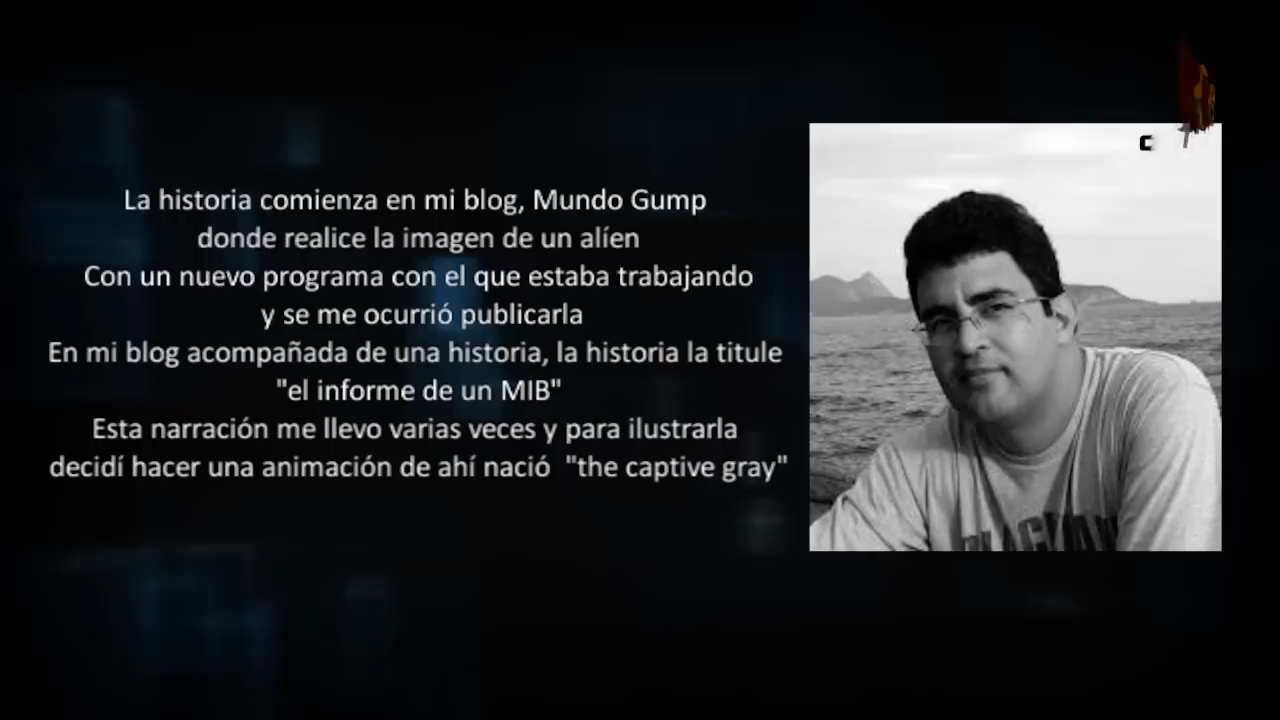 La historia comienza en mi blog, Mundo Gump
donde realice la imagen de un alíen
Con un nuevo programa con el que estaba trabajando
y se me ocurrió publicarla
En mi blog acompañada de una historia, la historia la titule
"el informe de un MIB"
Esta narración me llevo varias veces y para ilustrarla
decidí hacer una animación de ahí nació "the captive gray"